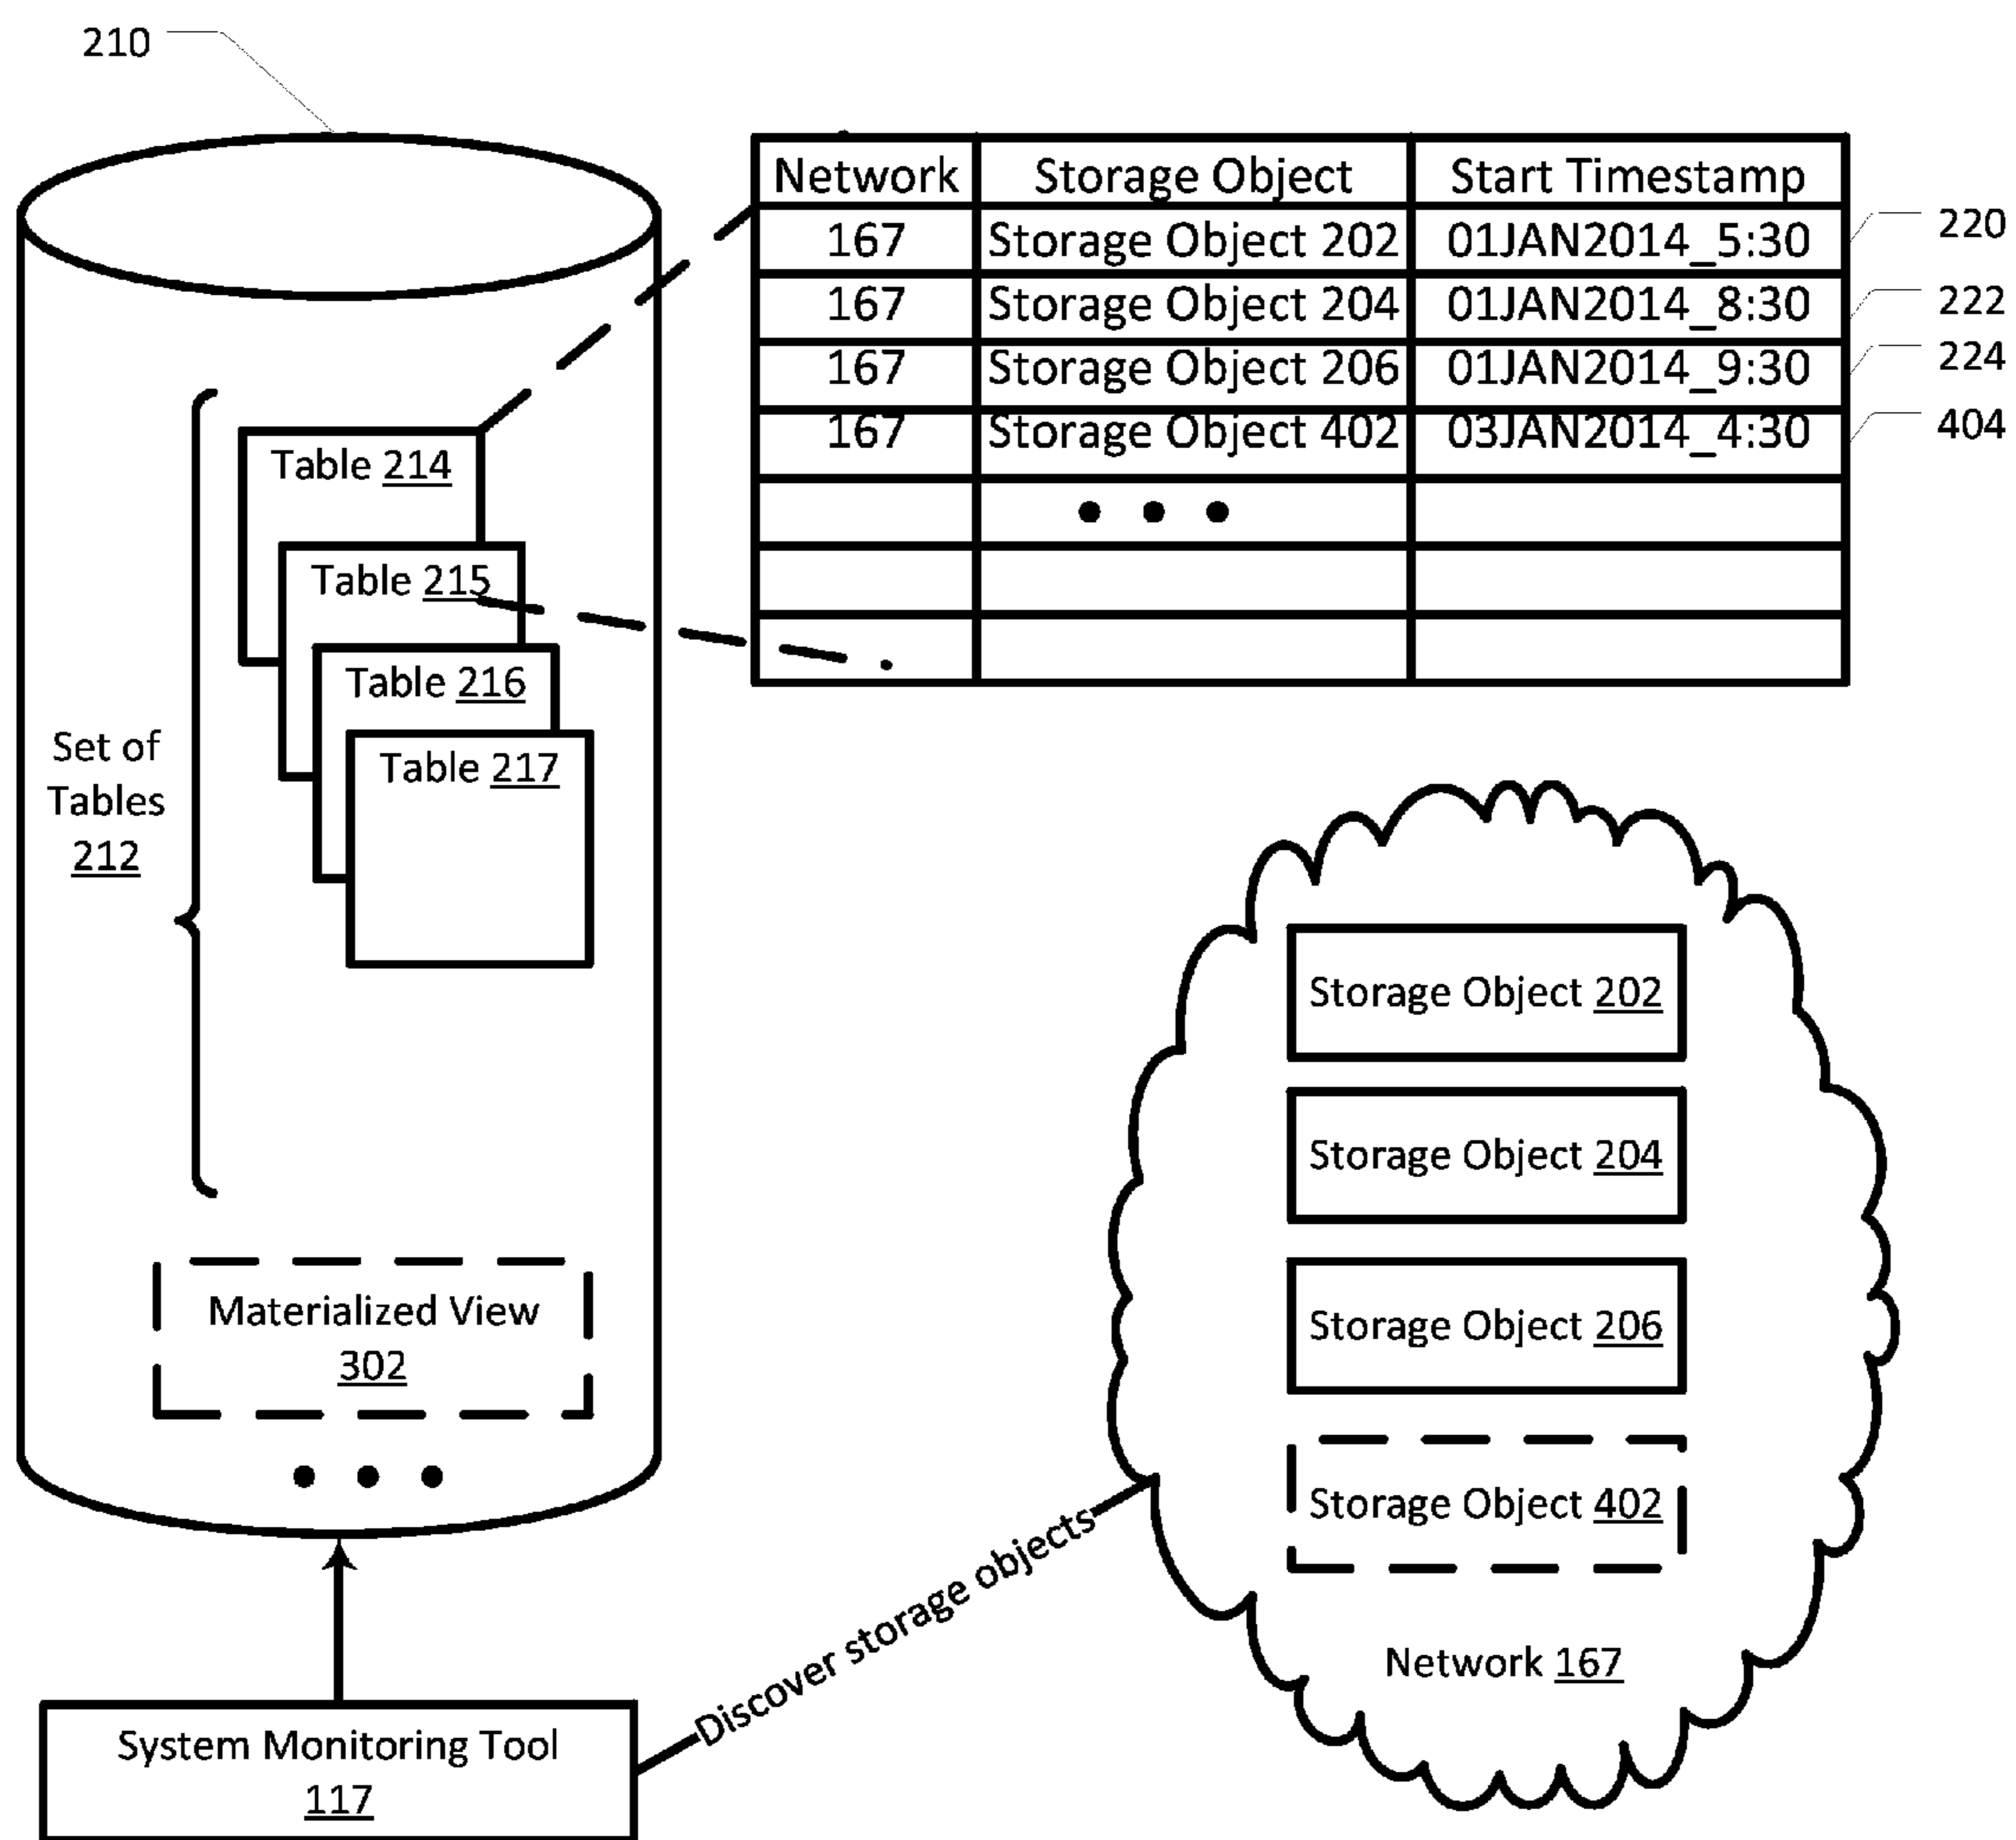 210
Network Storage Object Start Timestamp
167 Storage Object 202 01JAN2014_5:30 220
167 Storage Object 204 01JAN2014_8:30 222
167 Storage Object 206 01JAN2014_9:30 224
167 Storage Object 402 03JAN2014_4:30 404
Table 214
Table 215
Table 216
Table 217
Set of
Tables
212
Materialized View
302
System Monitoring Tool
117
Discover storage objects
Storage Object 202
Storage Object 204
Storage Object 206
Storage Object 402
Network 167